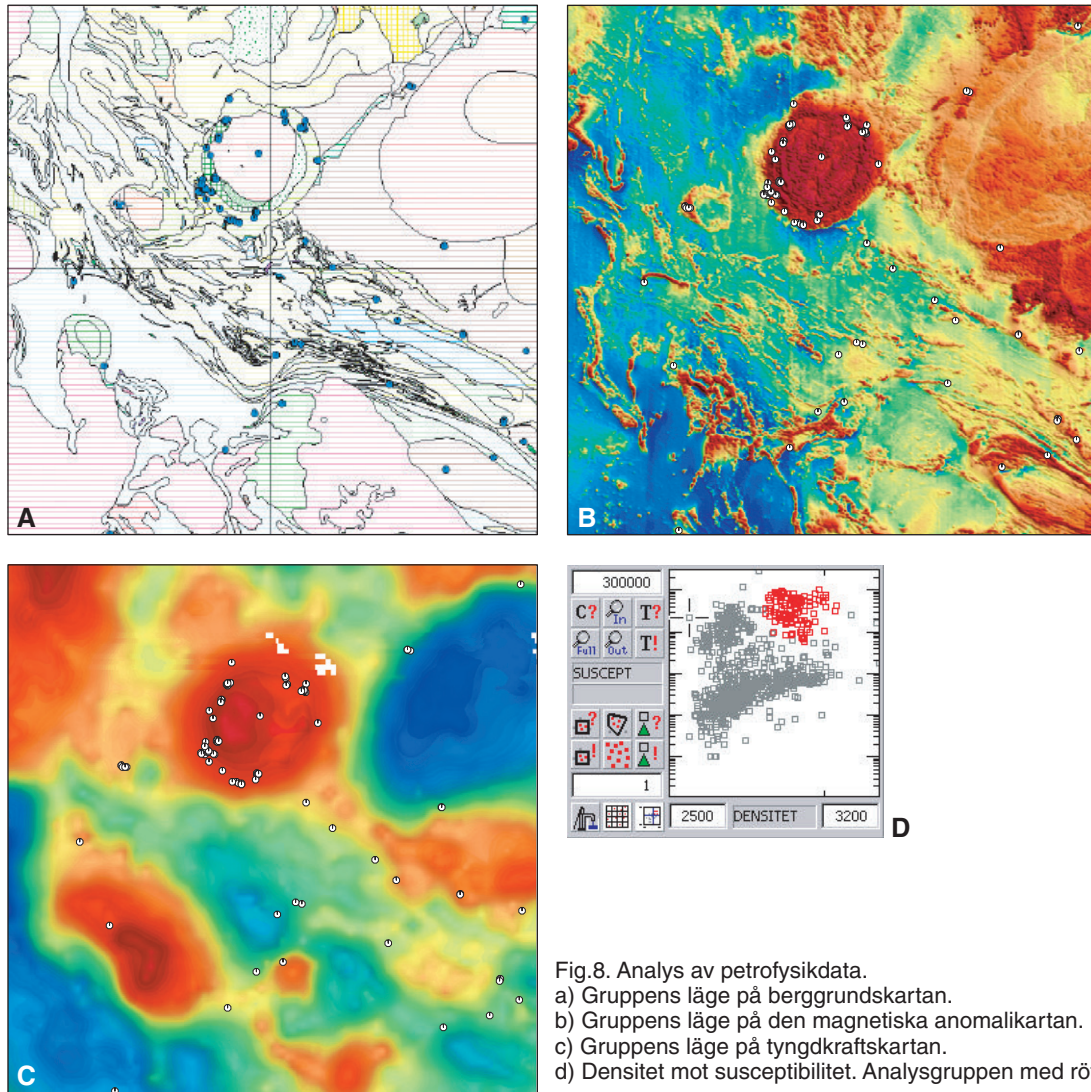 A
B
C
300000
C? In T?
Full Out T!
SUSCEPT
? ?
! !
1
2500 DENSITET 3200
D
Fig.8. Analys av petrofysikdata.
a) Gruppens läge på berggrundskartan.
b) Gruppens läge på den magnetiska anomalikartan.
c) Gruppens läge på tyngdkraftskartan.
d) Densitet mot susceptibilitet. Analysgruppen med rö